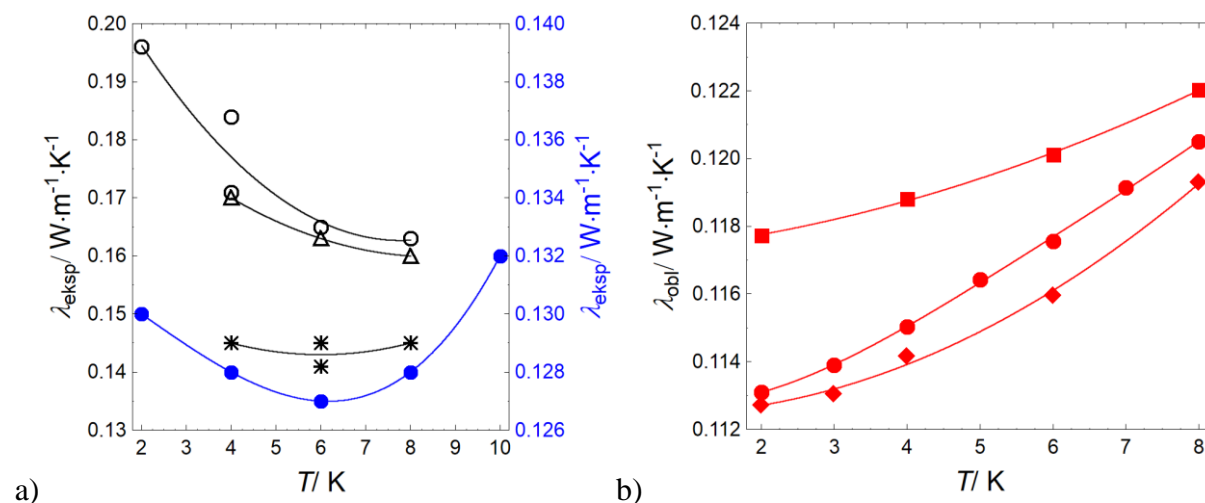 0.20
0.19
0.18
0.17
0.16
0.15
0.14
0.13
λeksp/ W·m⁻¹·K⁻¹
2 3 4 5 6 7 8 9 10
T/ K
0.140
0.138
0.136
0.134
0.132
0.130
0.128
0.126
λeksp/ W·m⁻¹·K⁻¹
a)
0.124
0.122
0.120
0.118
0.116
0.114
0.112
λobl/ W·m⁻¹·K⁻¹
2 3 4 5 6 7 8
T/ K
b)